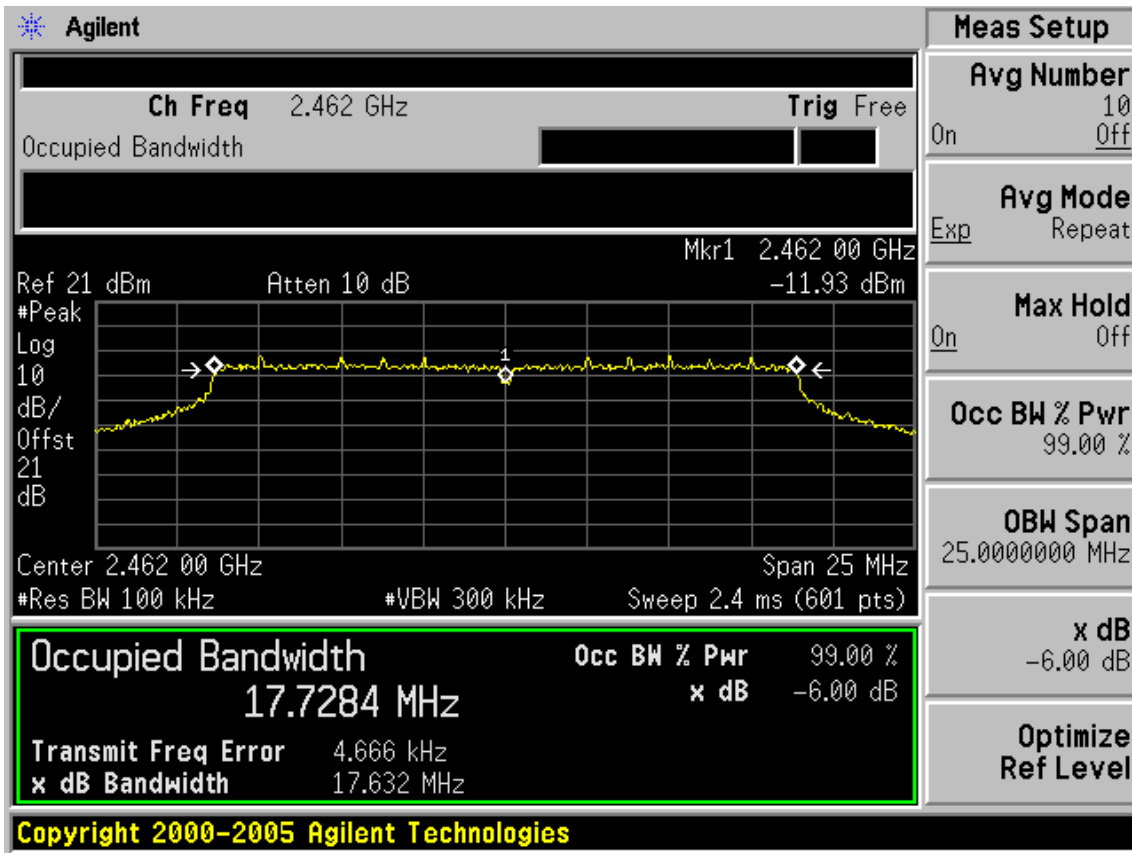 Agilent
Ch Freq 2.462 GHz Trig Free
Occupied Bandwidth
Mkr1 2.462 00 GHz
Ref 21 dBm Atten 10 dB -11.93 dBm
#Peak
Log
10
dB/
Offst
21
dB
1
Center 2.462 00 GHz Span 25 MHz
#Res BW 100 kHz #VBW 300 kHz Sweep 2.4 ms (601 pts)
Occupied Bandwidth
17.7284 MHz
Occ BW % Pwr 99.00 %
x dB -6.00 dB
Transmit Freq Error 4.666 kHz
x dB Bandwidth 17.632 MHz
Copyright 2000-2005 Agilent Technologies
Meas Setup
Avg Number
10
On Off
Avg Mode
Exp Repeat
Max Hold
On Off
Occ BW % Pwr
99.00 %
OBW Span
25.0000000 MHz
x dB
-6.00 dB
Optimize
Ref Level